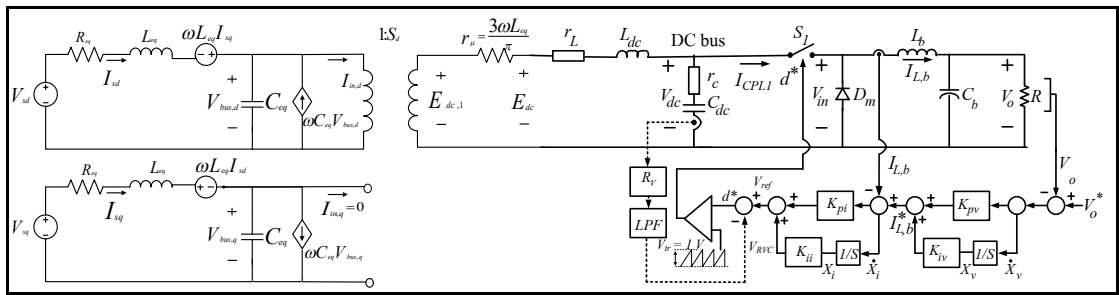 R_eq L_eq ωL_eq I_sq
I_sd
V_sd
+ V_bus,d −
C_eq
ωC_eq V_bus,d
I_in,d
1:S_d
r_μ = 3ωL_eq/π
r_L
L_dc
DC bus
S_1
L_b
+ E_dc,1 −
+ E_dc −
+ V_dc −
r_c
C_dc
I_CPL1
d*
+ V_in −
D_m
I_L,b
C_b
+ V_o −
R
R_eq L_eq ωL_eq I_sd
I_sq
V_sq
+ V_bus,q −
C_eq
ωC_eq V_bus,q
I_in,q=0
R_V
LPF
V_tr = 1 V
d*
V_ref
V_RVC
K_pi
K_ii
X_i
1/S
Ẋ_i
I_L,b
I*_L,b
K_pv
K_iv
X_v
1/S
Ẋ_v
V_o
V_o*